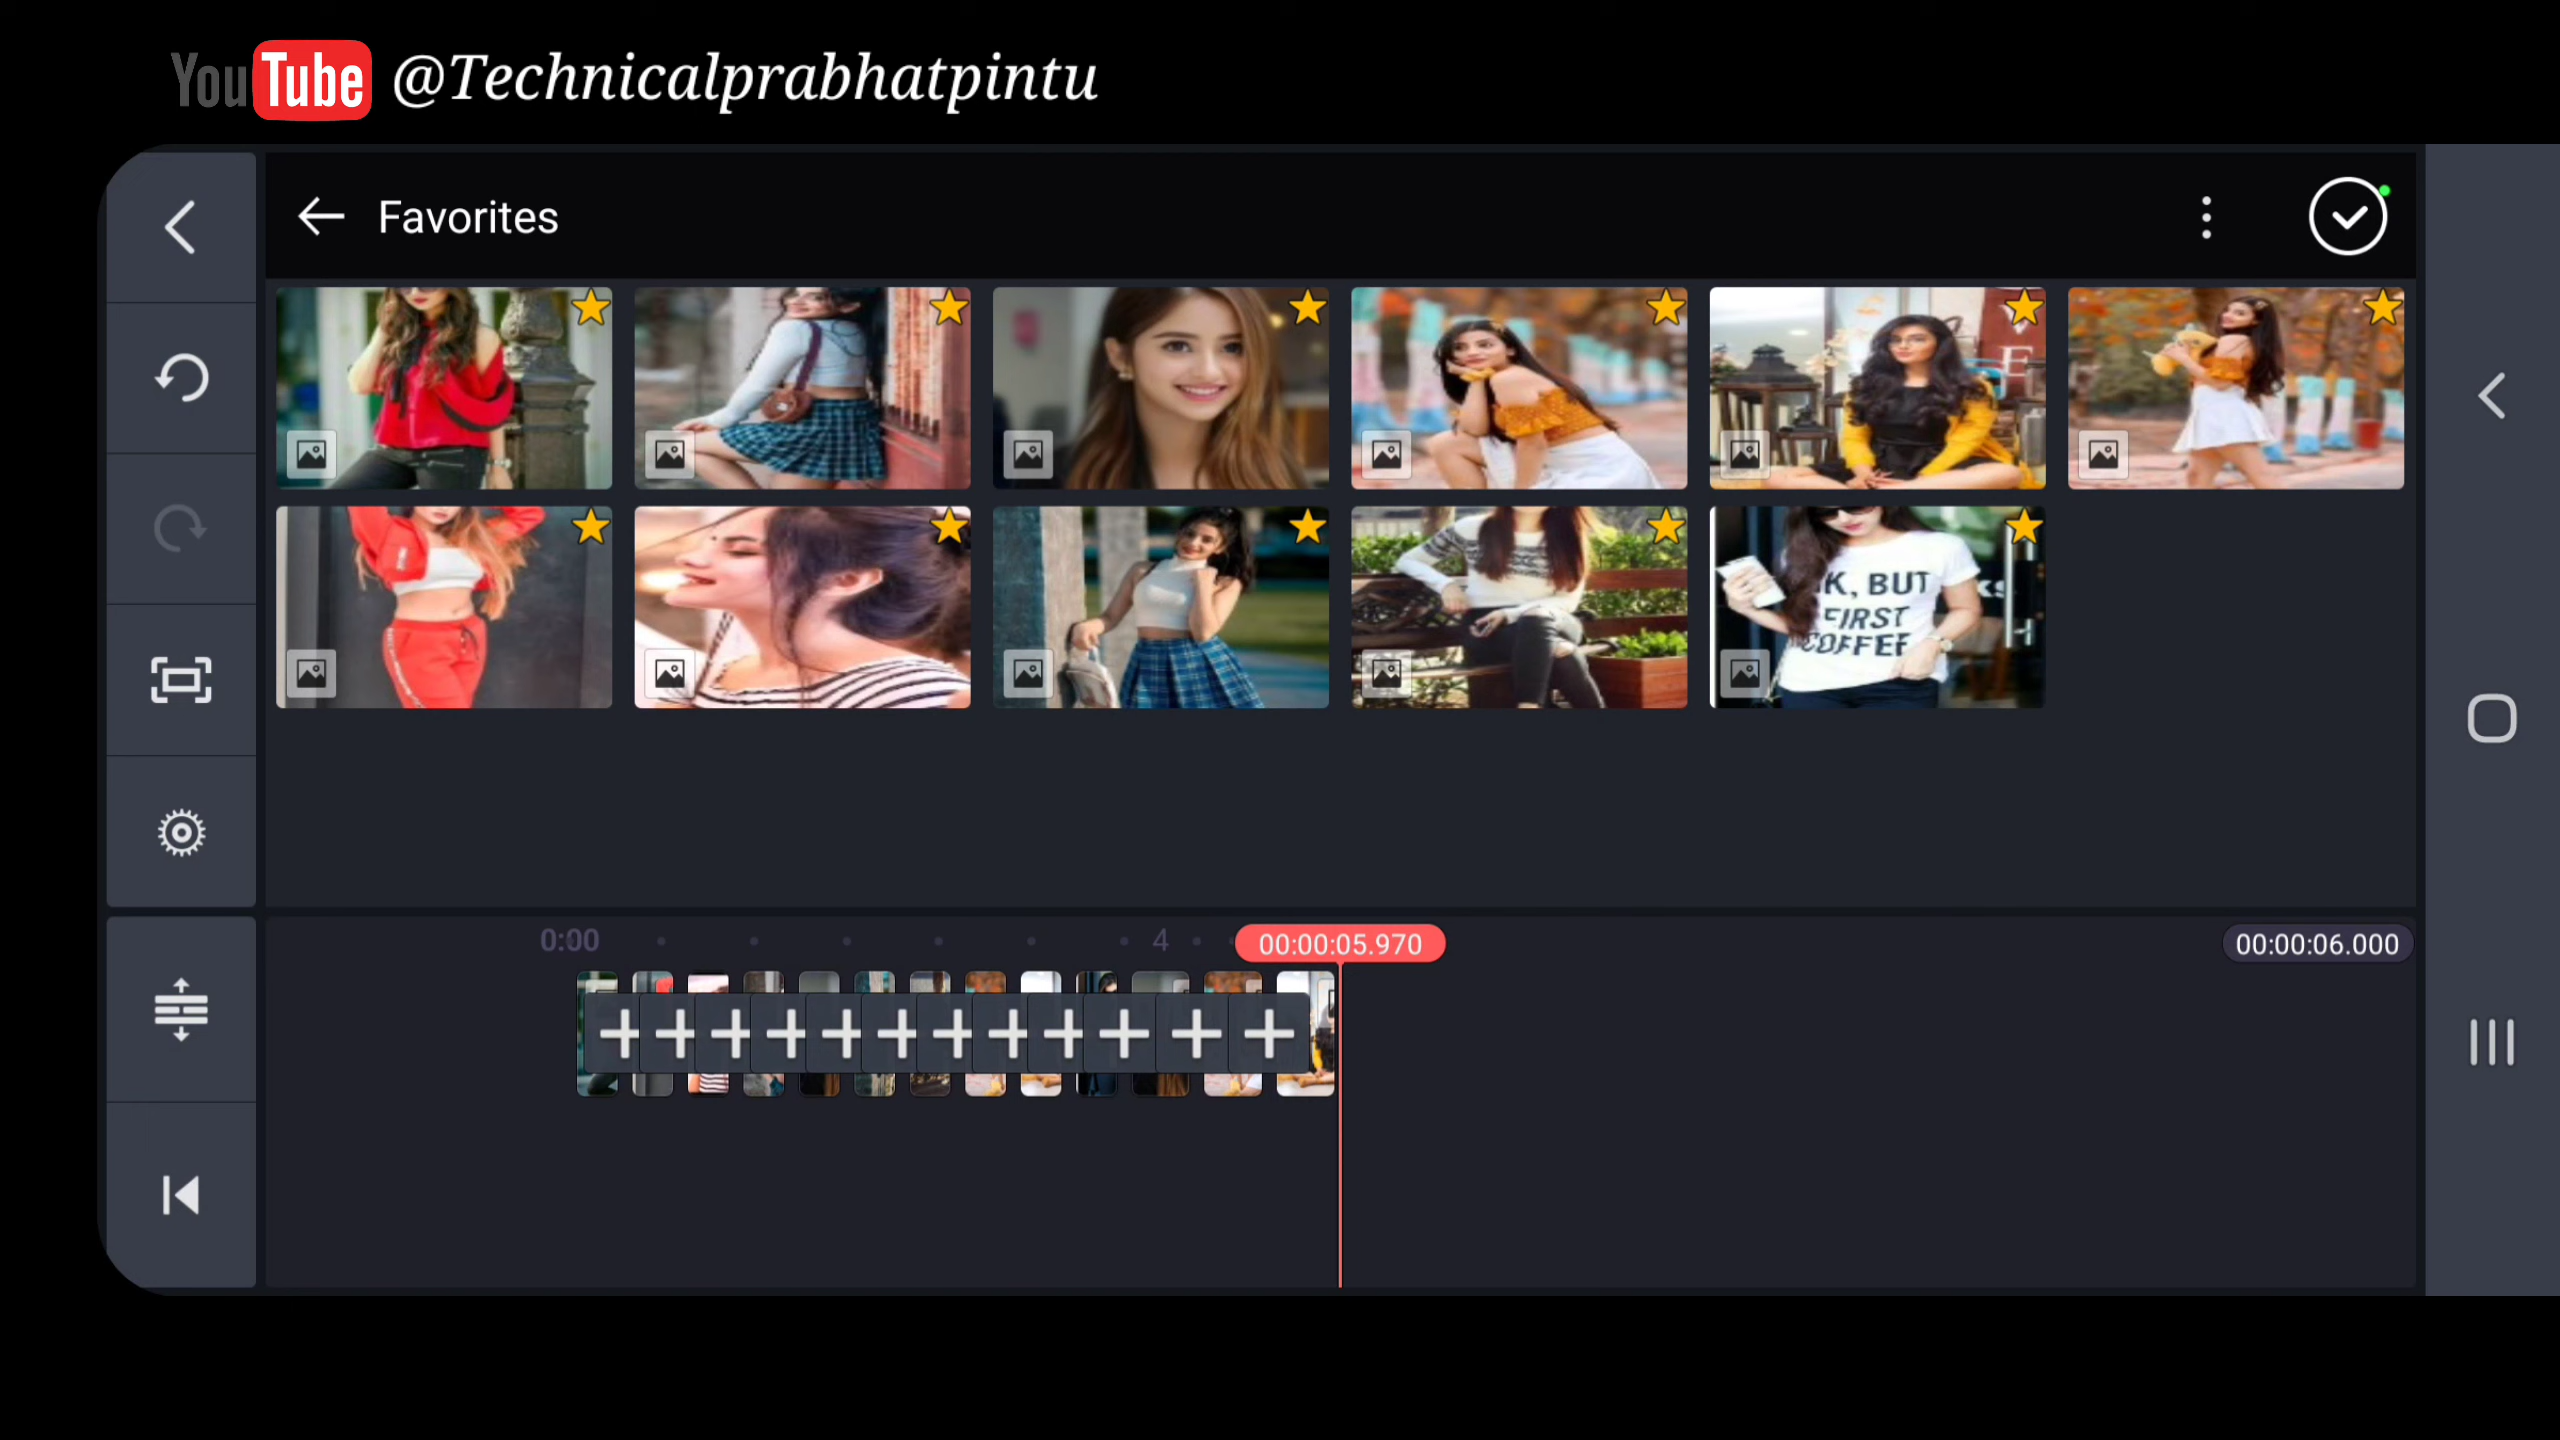 YouTube @Technicalprabhatpintu
Favorites
E
K, BUT
FIRST
COFFEE
0:00
4
00:00:05.970
00:00:06.000